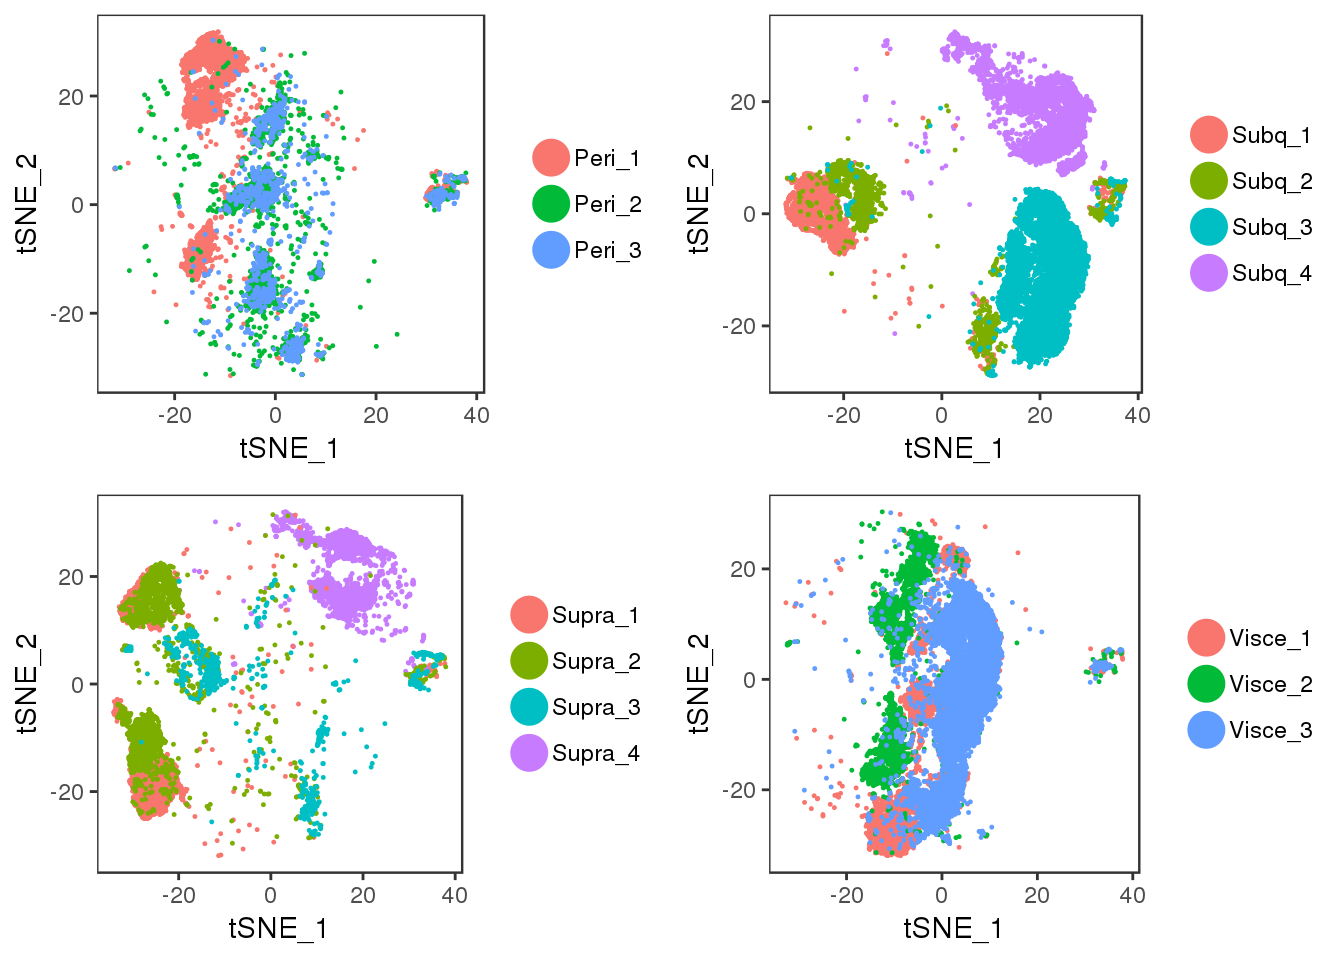 tSNE_2
20
0
-20
-20
0
20
40
tSNE_1
Peri_1
Peri_2
Peri_3
tSNE_2
20
0
-20
-20
0
20
40
tSNE_1
Subq_1
Subq_2
Subq_3
Subq_4
tSNE_2
20
0
-20
-20
0
20
40
tSNE_1
Supra_1
Supra_2
Supra_3
Supra_4
tSNE_2
20
0
-20
-20
0
20
40
tSNE_1
Visce_1
Visce_2
Visce_3